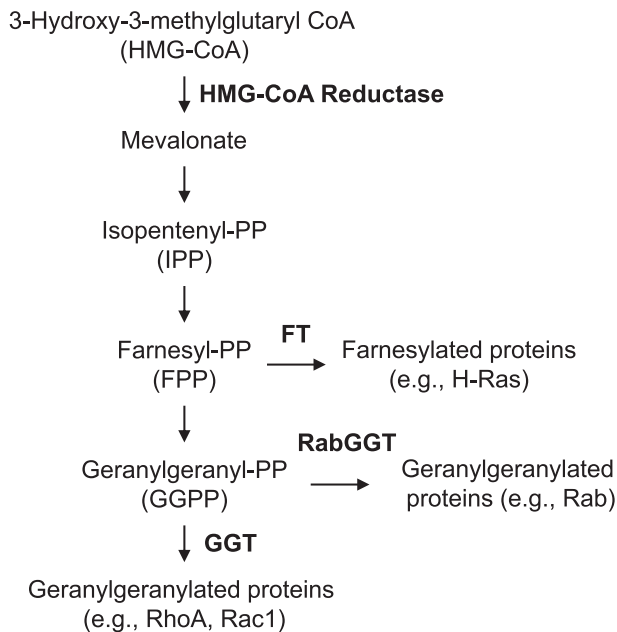 3-Hydroxy-3-methylglutaryl CoA
(HMG-CoA)
HMG-CoA Reductase
Mevalonate
Isopentenyl-PP
(IPP)
FT
Farnesyl-PP
(FPP)
Farnesylated proteins
(e.g., H-Ras)
RabGGT
Geranylgeranyl-PP
(GGPP)
Geranylgeranylated
proteins (e.g., Rab)
GGT
Geranylgeranylated proteins
(e.g., RhoA, Rac1)